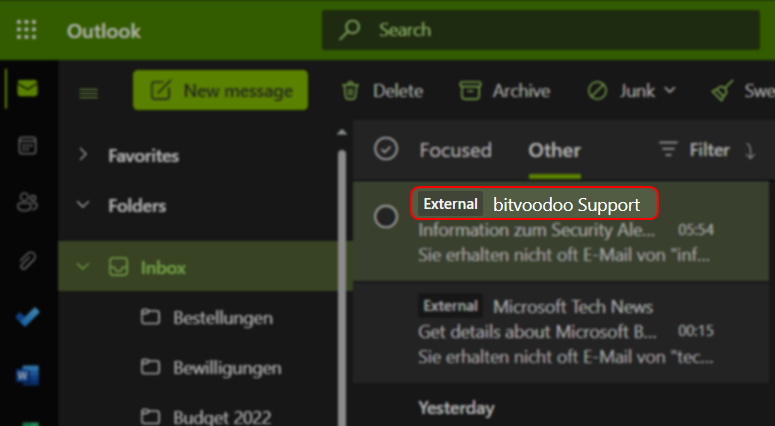 Outlook
Search
New message
Delete
Archive
Junk
Swe
Favorites
Folders
Inbox
Bestellungen
Bewilligungen
Budget 2022
Focused
Other
Filter
External bitvoodoo Support
Information zum Security Ale... 05:54
Sie erhalten nicht oft E-Mail von "inf...
External Microsoft Tech News
Get details about Microsoft B... 00:15
Sie erhalten nicht oft E-Mail von "tec...
Yesterday